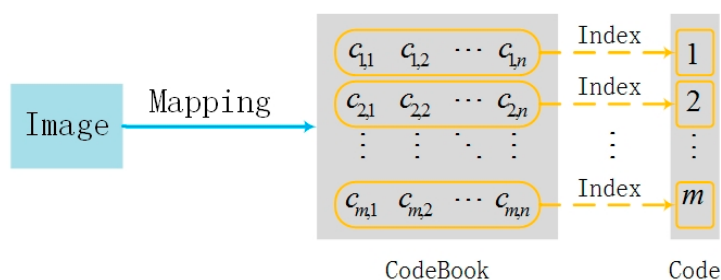 Image
Mapping
c1,1 c1,2 ⋯ c1,n
c2,1 c2,2 ⋯ c2,n
⋮ ⋮ ⋱ ⋮
cm,1 cm,2 ⋯ cm,n
CodeBook
Index
Index
⋮
Index
1
2
⋮
m
Code